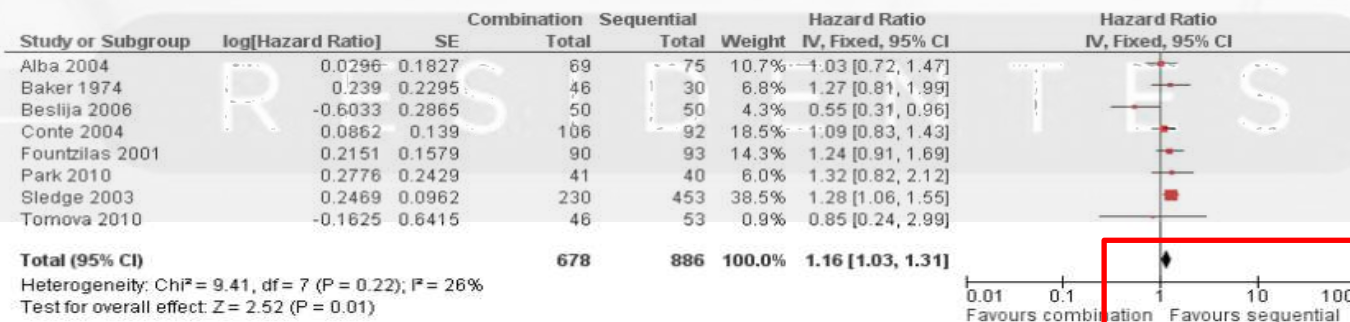 Combination Sequential Hazard Ratio Hazard Ratio
Study or Subgroup log[Hazard Ratio] SE Total Total Weight IV, Fixed, 95% CI IV, Fixed, 95% CI
Alba 2004 0.0296 0.1827 69 75 10.7% 1.03 [0.72, 1.47]
Baker 1974 0.239 0.2295 46 30 6.8% 1.27 [0.81, 1.99]
Beslija 2006 -0.6033 0.2865 50 50 4.3% 0.55 [0.31, 0.96]
Conte 2004 0.0862 0.139 106 92 18.5% 1.09 [0.83, 1.43]
Fountzilas 2001 0.2151 0.1579 90 93 14.3% 1.24 [0.91, 1.69]
Park 2010 0.2776 0.2429 41 40 6.0% 1.32 [0.82, 2.12]
Sledge 2003 0.2469 0.0962 230 453 38.5% 1.28 [1.06, 1.55]
Tomova 2010 -0.1625 0.6415 46 53 0.9% 0.85 [0.24, 2.99]
RESIDENTES
Total (95% CI) 678 886 100.0% 1.16 [1.03, 1.31]
Heterogeneity: Chi² = 9.41, df = 7 (P = 0.22); I² = 26%
Test for overall effect: Z = 2.52 (P = 0.01)
0.01 0.1 1 10 100
Favours combination Favours sequential